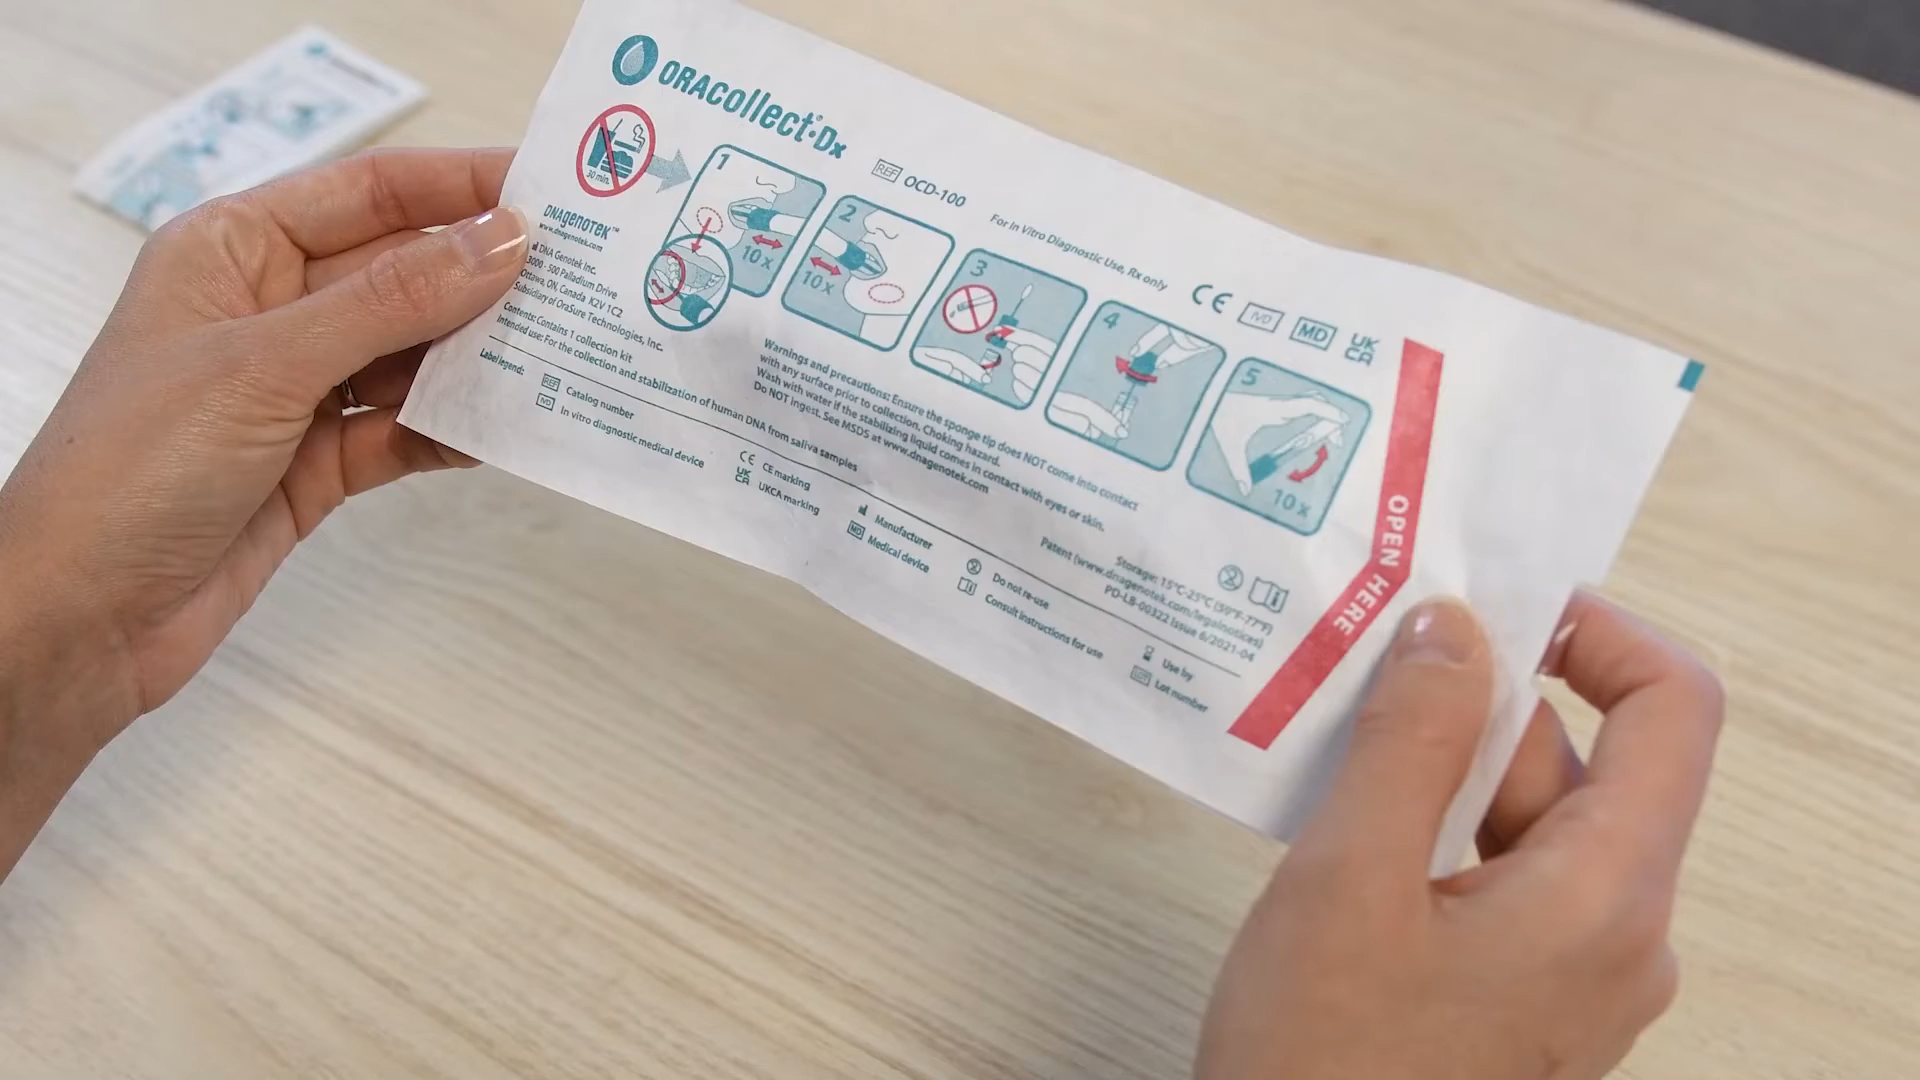 ORAcollect·Dx
REF OCD-100
For In Vitro Diagnostic Use, Rx only
CE IVD MD UK CA
30 min.
1
10 x
2
10 x
3
4
5
10 x
DNAgenoTeK™
www.dnagenotek.com
DNA Genotek Inc.
3000 - 500 Palladium Drive
Ottawa, ON, Canada K2V 1C2
Subsidiary of OraSure Technologies, Inc.
Contents: Contains 1 collection kit
Intended use: For the collection and stabilization of human DNA from saliva samples
Warnings and precautions: Ensure the sponge tip does NOT come into contact
with any surface prior to collection. Choking hazard.
Wash with water if the stabilizing liquid comes in contact with eyes or skin.
Do NOT ingest. See MSDS at www.dnagenotek.com
Storage: 15°C-25°C (59°F-77°F)
Patent (www.dnagenotek.com/legalnotices)
PD-LB-00322 Issue 6/2021-04
Label legend:
REF Catalog number
IVD In vitro diagnostic medical device
CE CE marking
UK CA UKCA marking
Manufacturer
MD Medical device
2 Do not re-use
i Consult instructions for use
Use by
LOT Lot number
OPEN HERE